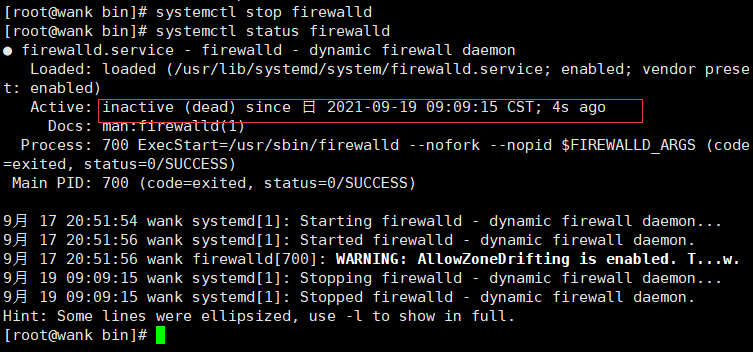 [root@wank bin]# systemctl stop firewalld
[root@wank bin]# systemctl status firewalld
● firewalld.service - firewalld - dynamic firewall daemon
   Loaded: loaded (/usr/lib/systemd/system/firewalld.service; enabled; vendor prese
t: enabled)
   Active: inactive (dead) since 日 2021-09-19 09:09:15 CST; 4s ago
     Docs: man:firewalld(1)
  Process: 700 ExecStart=/usr/sbin/firewalld --nofork --nopid $FIREWALLD_ARGS (code
=exited, status=0/SUCCESS)
 Main PID: 700 (code=exited, status=0/SUCCESS)

9月 17 20:51:54 wank systemd[1]: Starting firewalld - dynamic firewall daemon...
9月 17 20:51:56 wank systemd[1]: Started firewalld - dynamic firewall daemon.
9月 17 20:51:56 wank firewalld[700]: WARNING: AllowZoneDrifting is enabled. T...w.
9月 19 09:09:15 wank systemd[1]: Stopping firewalld - dynamic firewall daemon...
9月 19 09:09:15 wank systemd[1]: Stopped firewalld - dynamic firewall daemon.
Hint: Some lines were ellipsized, use -l to show in full.
[root@wank bin]#